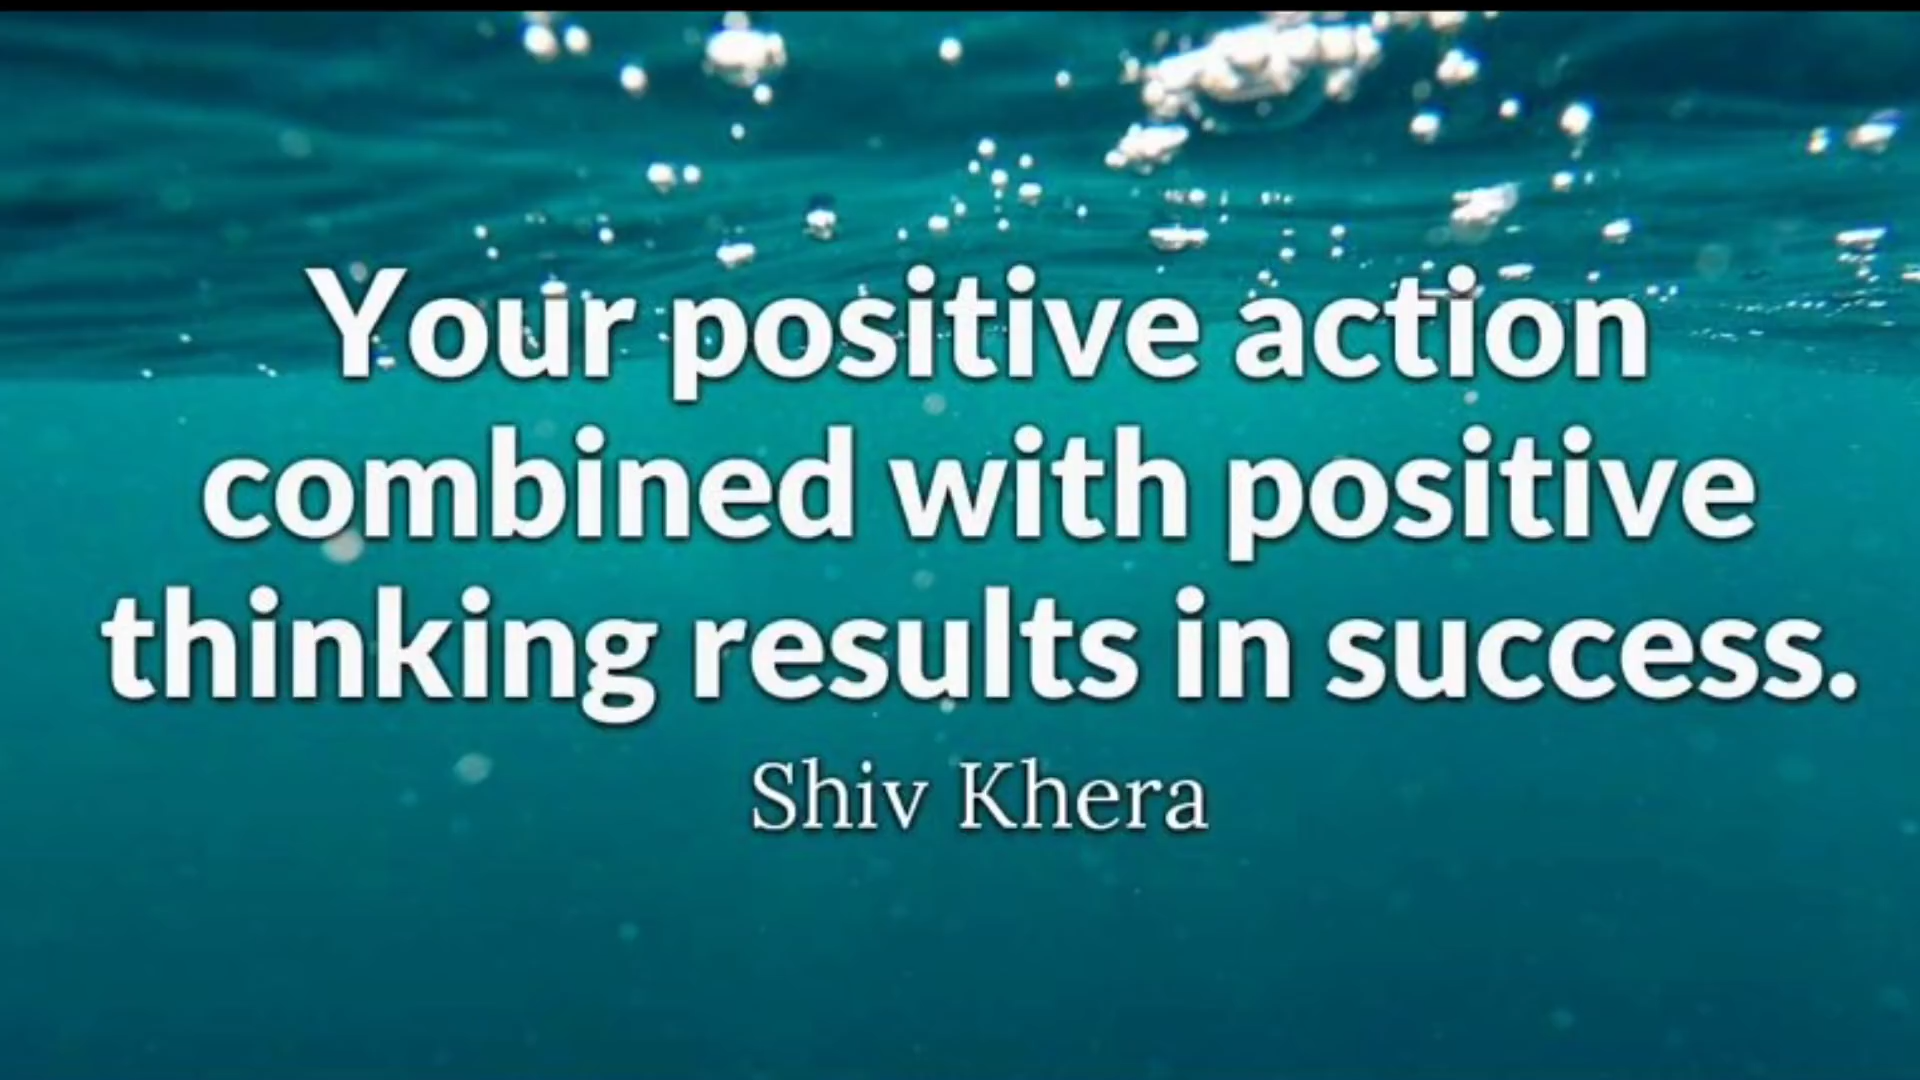 Your positive action
combined with positive
thinking results in success.
Shiv Khera